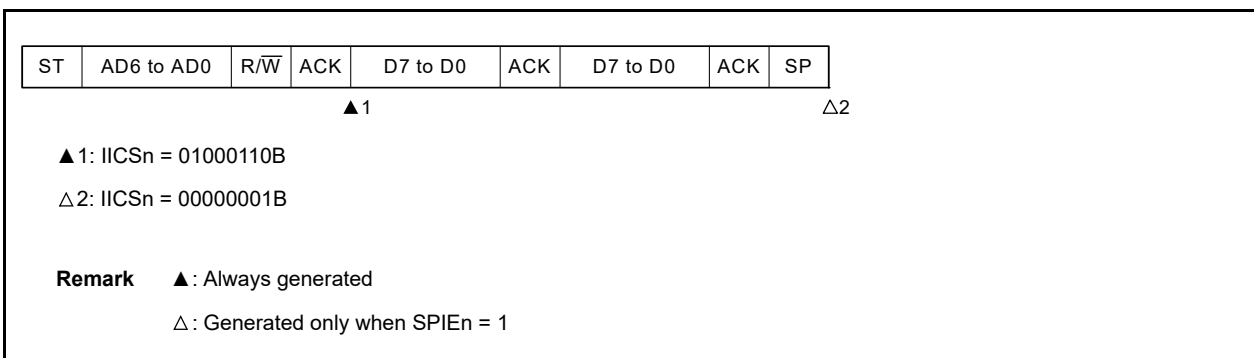 ST AD6 to AD0 R/W̅ ACK D7 to D0 ACK D7 to D0 ACK SP
▲1 △2
▲1: IICSn = 01000110B
△2: IICSn = 00000001B
Remark ▲: Always generated
△: Generated only when SPIEn = 1